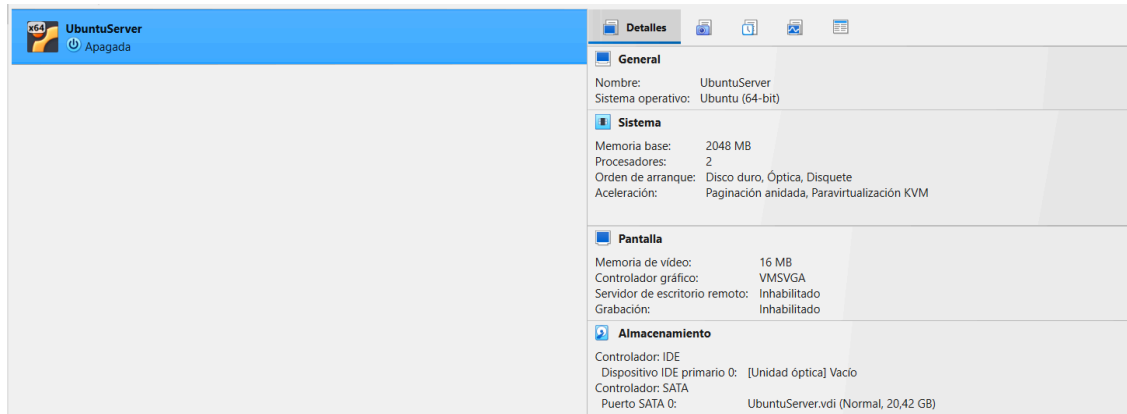 x64
UbuntuServer
Apagada
Detalles
General
Nombre: UbuntuServer
Sistema operativo: Ubuntu (64-bit)
Sistema
Memoria base: 2048 MB
Procesadores: 2
Orden de arranque: Disco duro, Óptica, Disquete
Aceleración: Paginación anidada, Paravirtualización KVM
Pantalla
Memoria de vídeo: 16 MB
Controlador gráfico: VMSVGA
Servidor de escritorio remoto: Inhabilitado
Grabación: Inhabilitado
Almacenamiento
Controlador: IDE
Dispositivo IDE primario 0: [Unidad óptica] Vacío
Controlador: SATA
Puerto SATA 0: UbuntuServer.vdi (Normal, 20,42 GB)